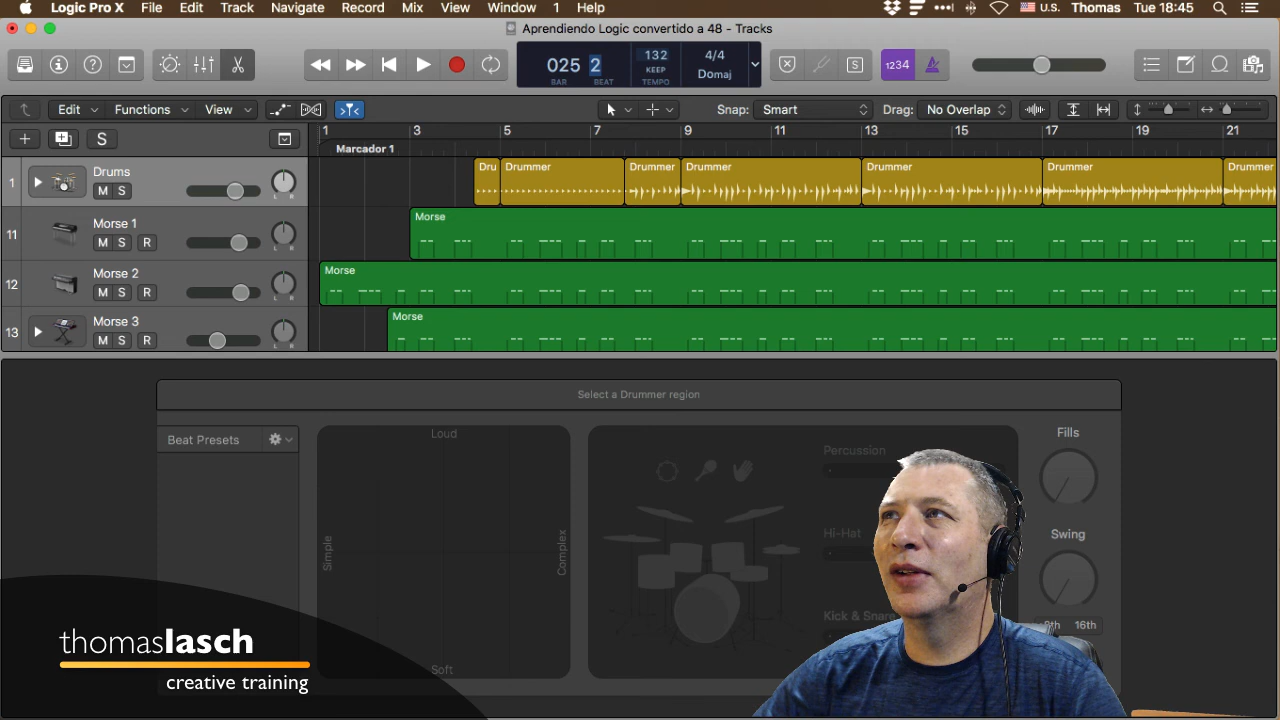 Logic Pro X File Edit Track Navigate Record Mix View Window 1 Help U.S. Thomas Tue 18:45
Aprendiendo Logic convertido a 48 - Tracks
025 2 132 4/4
KEEP Domaj
BAR BEAT TEMPO
S 1234
Edit Functions View Snap: Smart Drag: No Overlap
S 1 3 5 7 9 11 13 15 17 19 21
Marcador 1
1 Drums M S L R Dru Drummer Drummer Drummer Drummer Drummer Drummer
11 Morse 1 M S R L R Morse
12 Morse 2 M S R L R Morse
13 Morse 3 M S R L R Morse
Select a Drummer region
Beat Presets
Loud
Simple
Complex
Soft
Percussion
Hi-Hat
Kick & Snare
Fills
Swing
8th 16th
thomaslasch
creative training